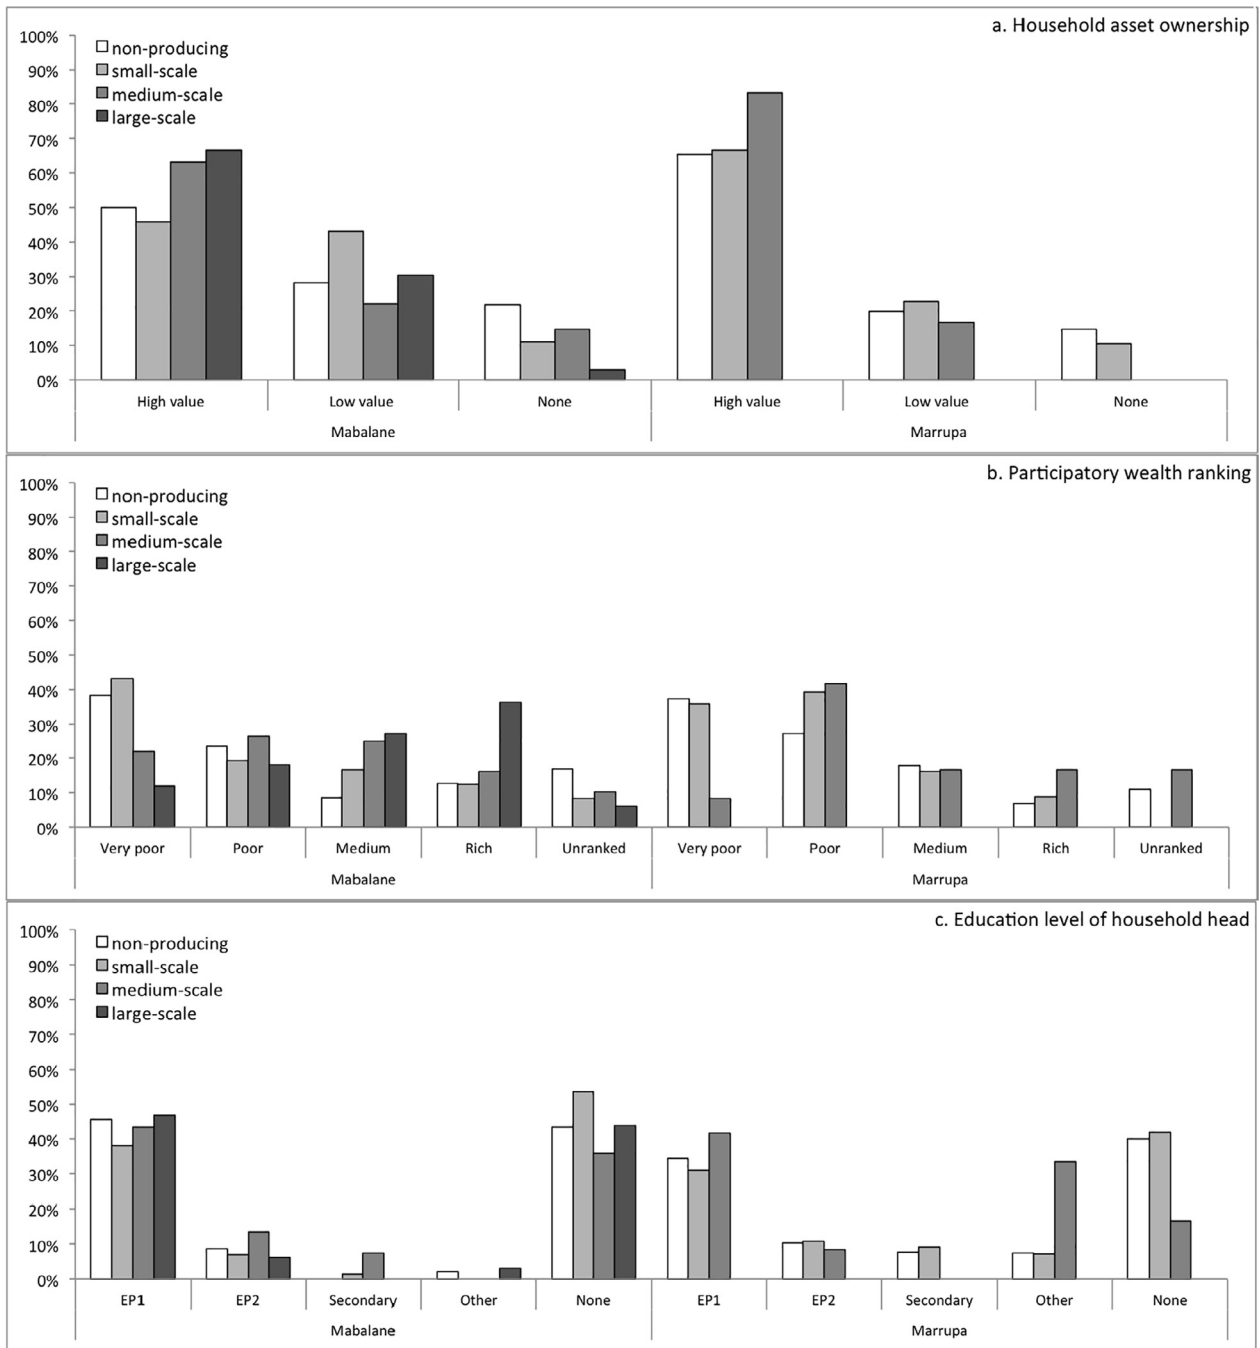 a. Household asset ownership
100%
90%
80%
70%
60%
50%
40%
30%
20%
10%
0%
non-producing
small-scale
medium-scale
large-scale
High value Low value None High value Low value None
Mabalane Marrupa
b. Participatory wealth ranking
100%
90%
80%
70%
60%
50%
40%
30%
20%
10%
0%
non-producing
small-scale
medium-scale
large-scale
Very poor Poor Medium Rich Unranked Very poor Poor Medium Rich Unranked
Mabalane Marrupa
c. Education level of household head
100%
90%
80%
70%
60%
50%
40%
30%
20%
10%
0%
non-producing
small-scale
medium-scale
large-scale
EP1 EP2 Secondary Other None EP1 EP2 Secondary Other None
Mabalane Marrupa